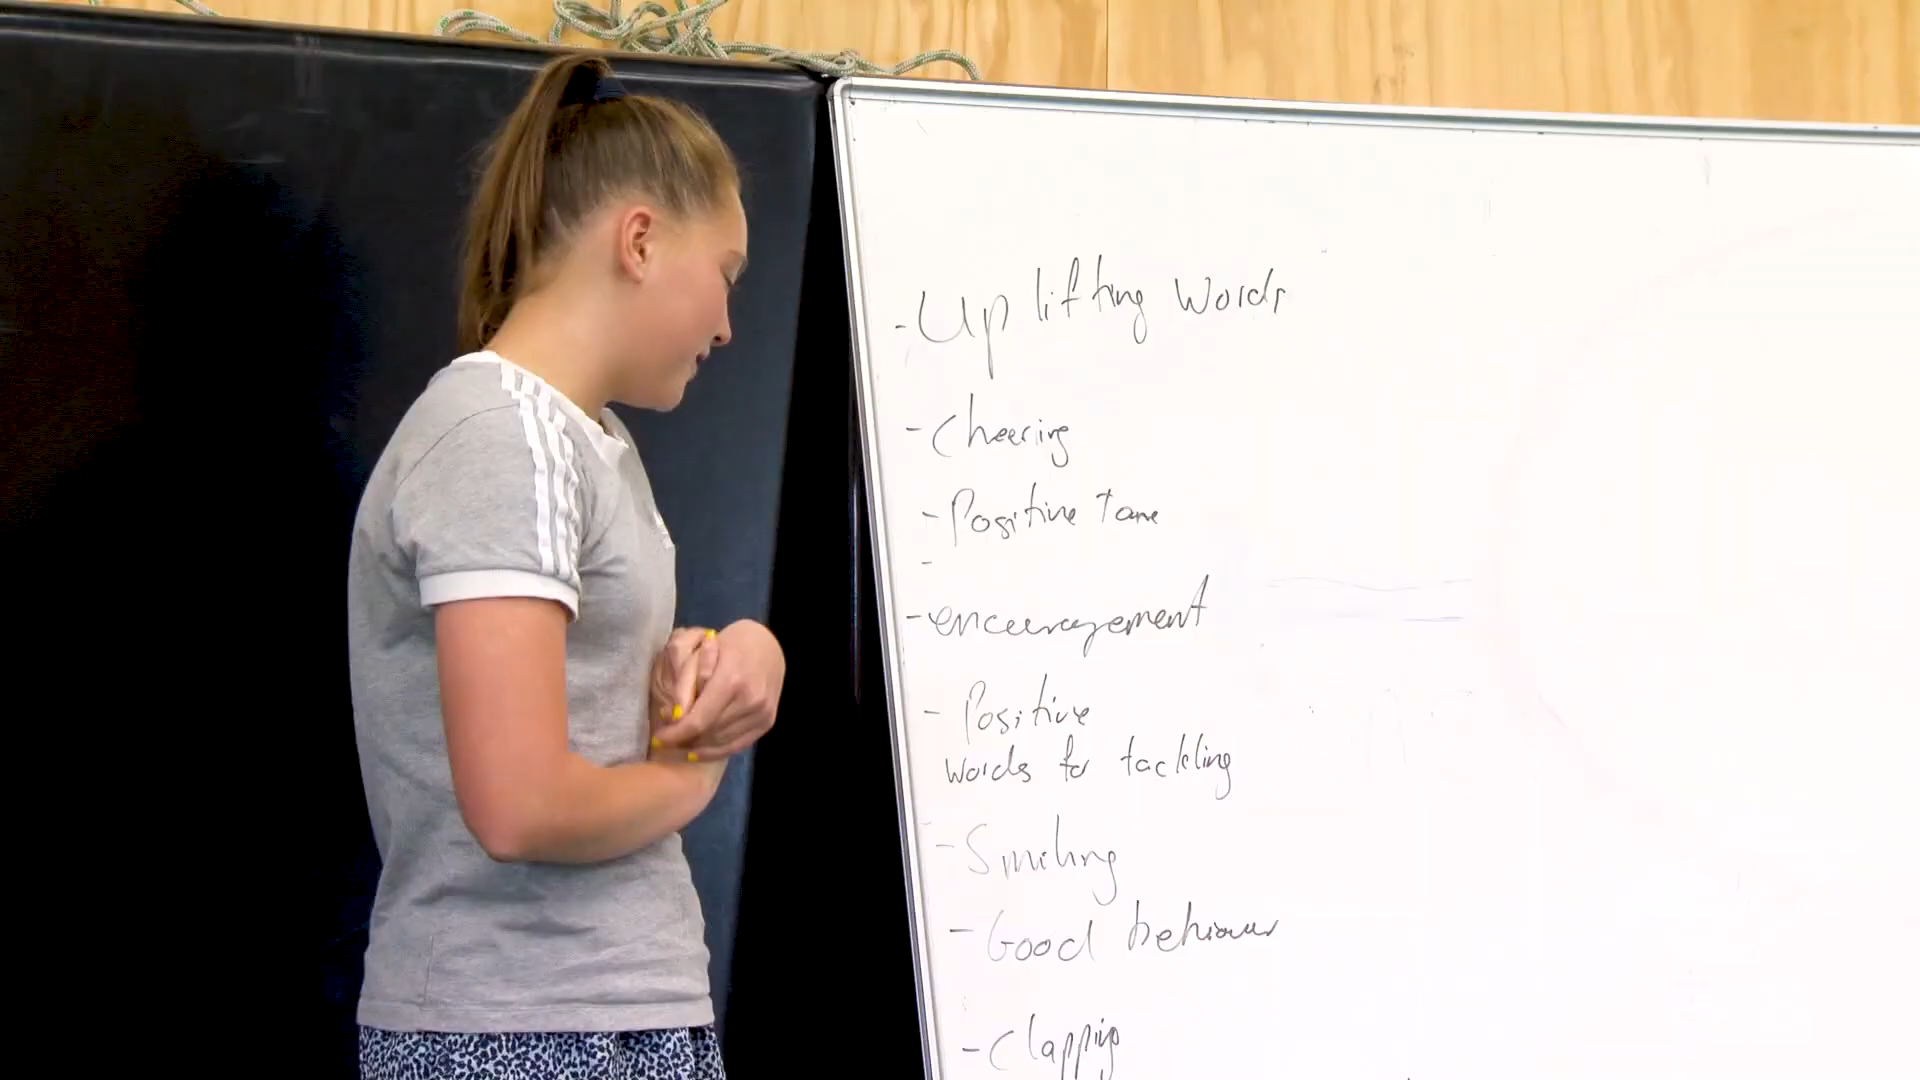 - Up lifting Words
- Cheering
- Positive tone
-
- encouragement
- Positive
words for tackling
- Smiling
- Good behaviour
- Clapping